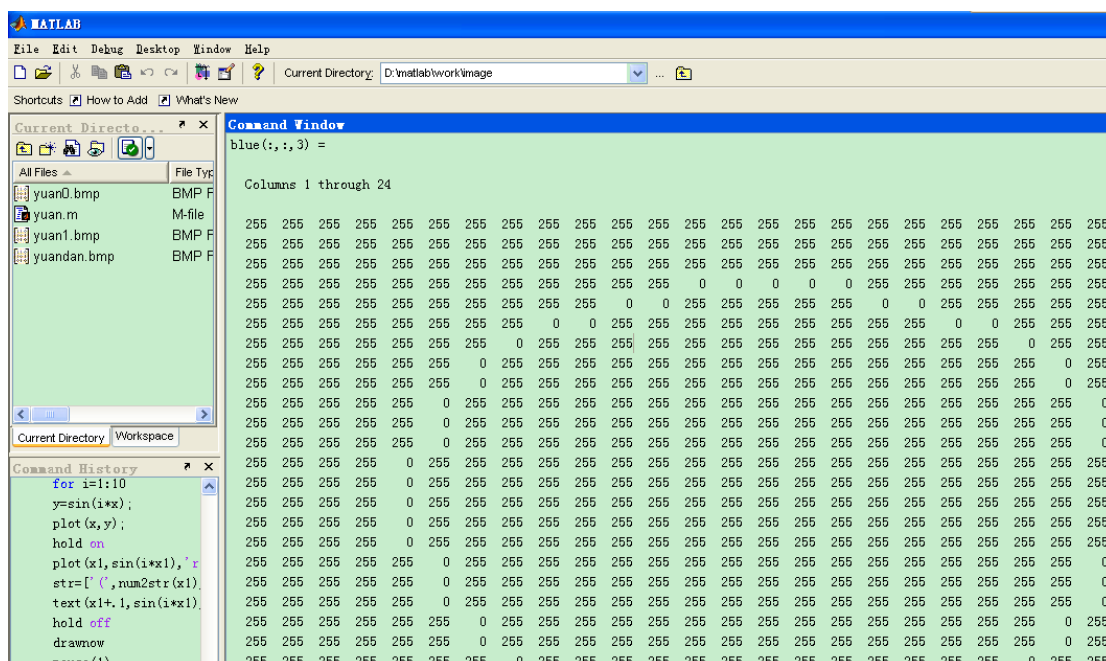 MATLAB
File Edit Debug Desktop Window Help
Current Directory: D:\matlab\work\image ...
Shortcuts How to Add What's New
Current Directo...
All Files File Typ
yuan0.bmp BMP F
yuan.m M-file
yuan1.bmp BMP F
yuandan.bmp BMP F
Current Directory Workspace
Command History
for i=1:10
y=sin(i*x);
plot(x,y);
hold on
plot(x1,sin(i*x1),'r
str=['(',num2str(x1)
text(x1+.1,sin(i*x1)
hold off
drawnow
Command Window
blue(:,:,3) =
Columns 1 through 24
255 255 255 255 255 255 255 255 255 255 255 255 255 255 255 255 255 255 255 255 255 255 255 255
255 255 255 255 255 255 255 255 255 255 255 255 255 255 255 255 255 255 255 255 255 255 255 255
255 255 255 255 255 255 255 255 255 255 255 255 255 255 255 255 255 255 255 255 255 255 255 255
255 255 255 255 255 255 255 255 255 255 255 255 0 0 0 0 0 255 255 255 255 255 255 255
255 255 255 255 255 255 255 255 255 255 0 0 255 255 255 255 255 0 0 255 255 255 255 255
255 255 255 255 255 255 255 255 0 0 255 255 255 255 255 255 255 255 255 0 0 255 255 255
255 255 255 255 255 255 255 0 255 255 255 255 255 255 255 255 255 255 255 255 255 0 255 255
255 255 255 255 255 255 0 255 255 255 255 255 255 255 255 255 255 255 255 255 255 255 0 255
255 255 255 255 255 255 0 255 255 255 255 255 255 255 255 255 255 255 255 255 255 255 0 255
255 255 255 255 255 0 255 255 255 255 255 255 255 255 255 255 255 255 255 255 255 255 255 0
255 255 255 255 255 0 255 255 255 255 255 255 255 255 255 255 255 255 255 255 255 255 255 0
255 255 255 255 255 0 255 255 255 255 255 255 255 255 255 255 255 255 255 255 255 255 255 0
255 255 255 255 0 255 255 255 255 255 255 255 255 255 255 255 255 255 255 255 255 255 255 255
255 255 255 255 0 255 255 255 255 255 255 255 255 255 255 255 255 255 255 255 255 255 255 255
255 255 255 255 0 255 255 255 255 255 255 255 255 255 255 255 255 255 255 255 255 255 255 255
255 255 255 255 0 255 255 255 255 255 255 255 255 255 255 255 255 255 255 255 255 255 255 255
255 255 255 255 0 255 255 255 255 255 255 255 255 255 255 255 255 255 255 255 255 255 255 255
255 255 255 255 255 0 255 255 255 255 255 255 255 255 255 255 255 255 255 255 255 255 255 0
255 255 255 255 255 0 255 255 255 255 255 255 255 255 255 255 255 255 255 255 255 255 255 0
255 255 255 255 255 0 255 255 255 255 255 255 255 255 255 255 255 255 255 255 255 255 255 0
255 255 255 255 255 255 0 255 255 255 255 255 255 255 255 255 255 255 255 255 255 255 0 255
255 255 255 255 255 255 0 255 255 255 255 255 255 255 255 255 255 255 255 255 255 255 0 255